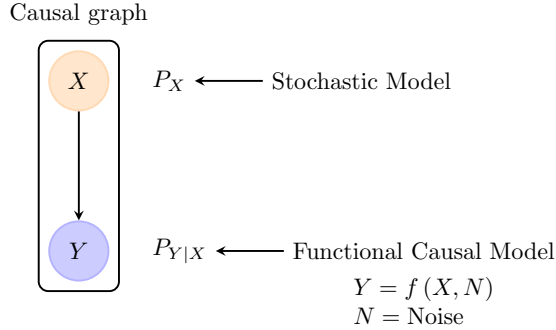 Causal graph
X
P_X
Stochastic Model
Y
P_{Y|X}
Functional Causal Model
Y = f (X, N)
N = Noise